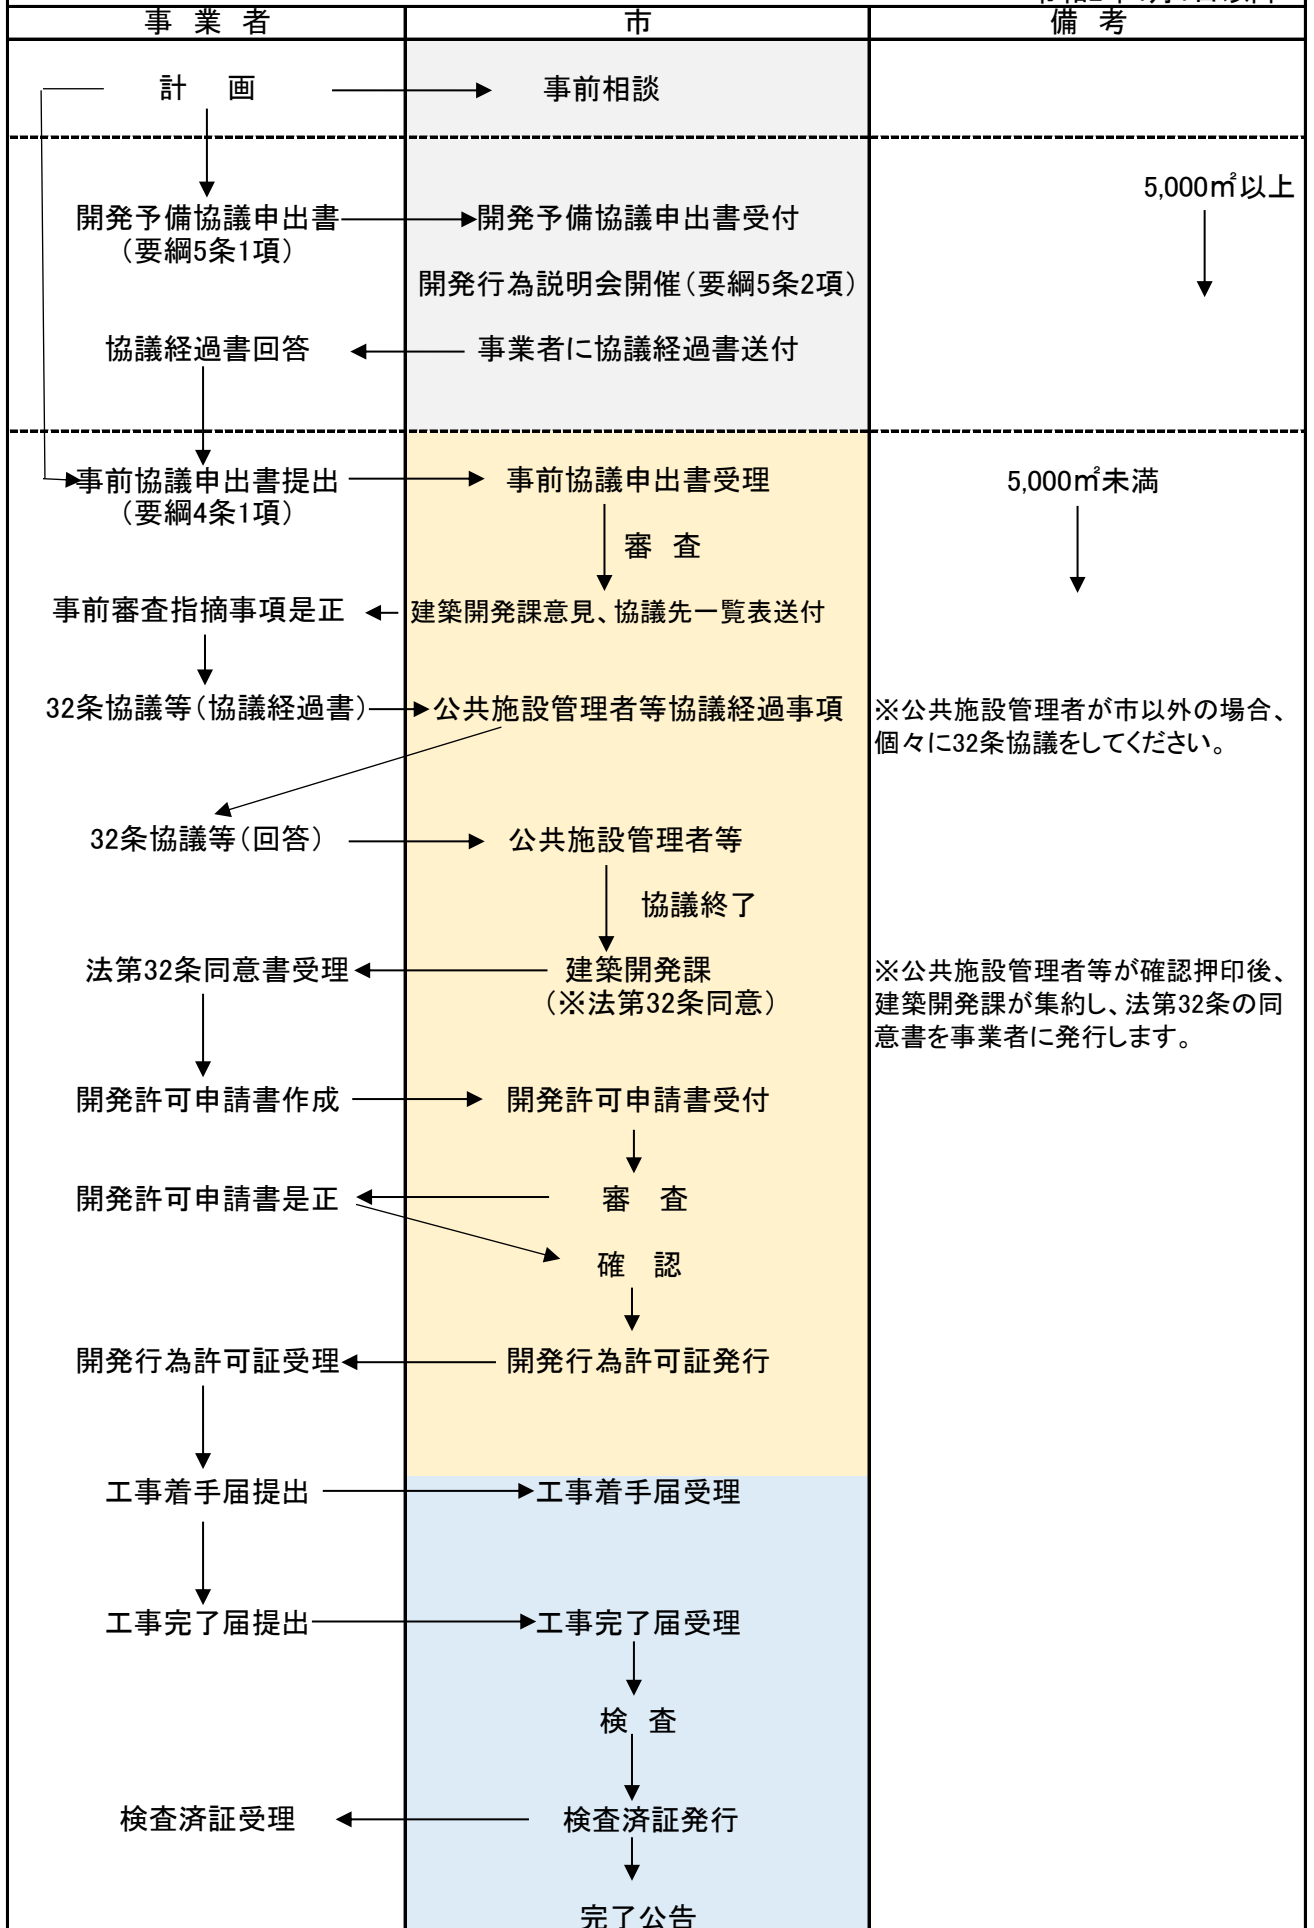 事 業 者
市
備 考
計 画
事前相談
5,000㎡以上
開発予備協議申出書
開発予備協議申出書受付
（要綱5条1項）
開発行為説明会開催（要綱5条2項）
協議経過書回答
事業者に協議経過書送付
事前協議申出書提出
事前協議申出書受理
5,000㎡未満
（要綱4条1項）
審 査
事前審査指摘事項是正
建築開発課意見、協議先一覧表送付
32条協議等（協議経過書）
公共施設管理者等協議経過事項
※公共施設管理者が市以外の場合、
個々に32条協議をしてください。
32条協議等（回答）
公共施設管理者等
協議終了
法第32条同意書受理
建築開発課
（※法第32条同意）
※公共施設管理者等が確認押印後、
建築開発課が集約し、法第32条の同
意書を事業者に発行します。
開発許可申請書作成
開発許可申請書受付
開発許可申請書是正
審 査
確 認
開発行為許可証受理
開発行為許可証発行
工事着手届提出
工事着手届受理
工事完了届提出
工事完了届受理
検 査
検査済証受理
検査済証発行
完了公告